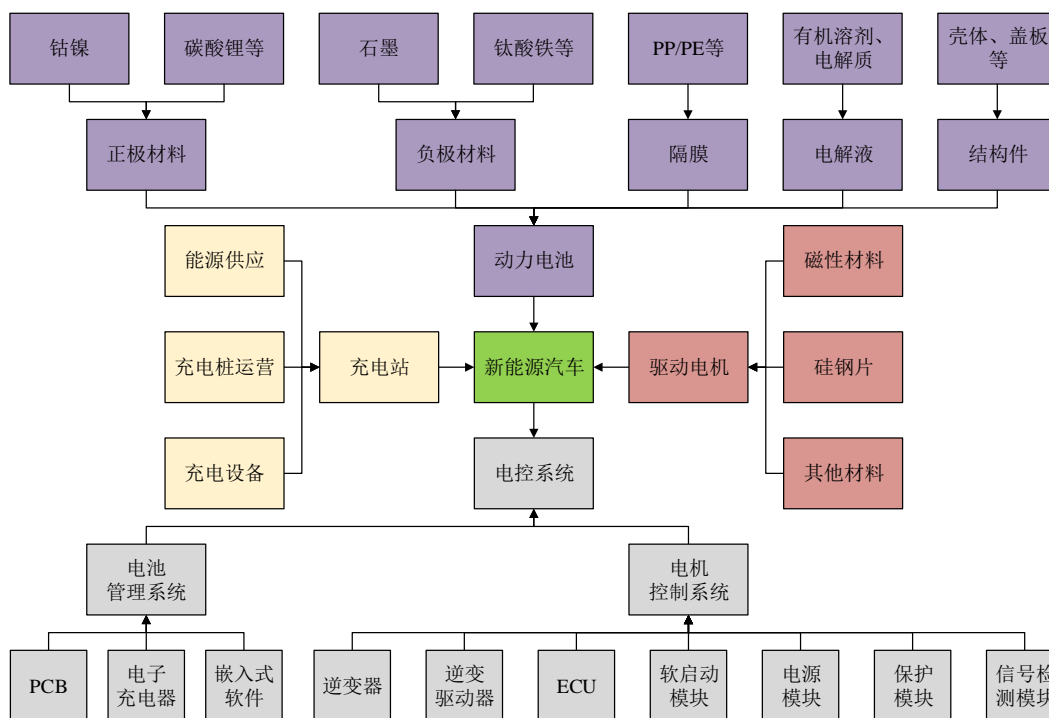 钴镍
碳酸锂等
石墨
钛酸铁等
PP/PE等
有机溶剂、
电解质
壳体、盖板
等
正极材料
负极材料
隔膜
电解液
结构件
能源供应
动力电池
磁性材料
充电桩运营
充电站
新能源汽车
驱动电机
硅钢片
充电设备
电控系统
其他材料
电池
管理系统
电机
控制系统
PCB
电子
充电器
嵌入式
软件
逆变器
逆变
驱动器
ECU
软启动
模块
电源
模块
保护
模块
信号检
测模块